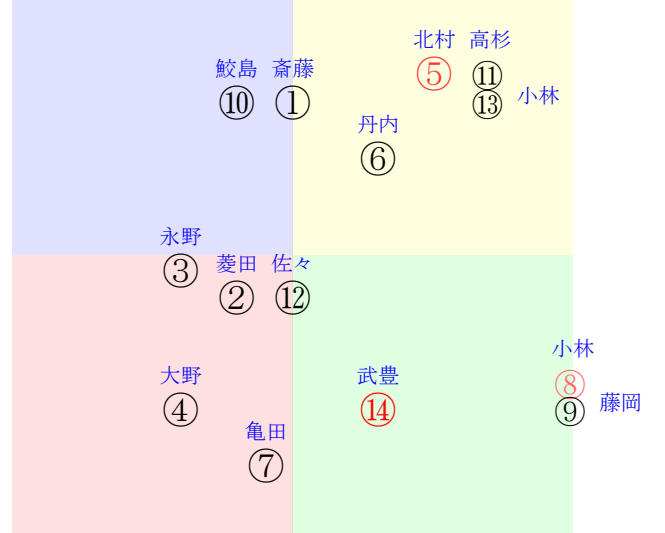 北村 高杉
⑤ ⑪
鮫島 斎藤
⑩ ①
⑬ 小林
丹内
⑥
永野
③
菱田 佐々
② ⑫
小林
⑧
大野 武豊
④ ⑭
⑨ 藤岡
亀田
⑦